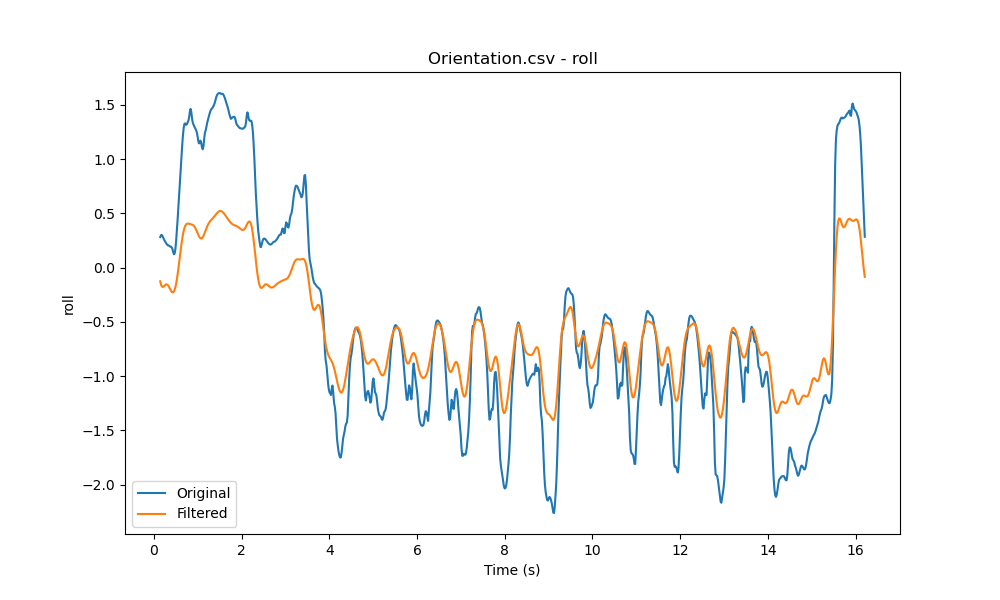 Orientation.csv - roll
roll
1.5
1.0
0.5
0.0
−0.5
−1.0
−1.5
−2.0
Original
Filtered
0 2 4 6 8 10 12 14 16
Time (s)